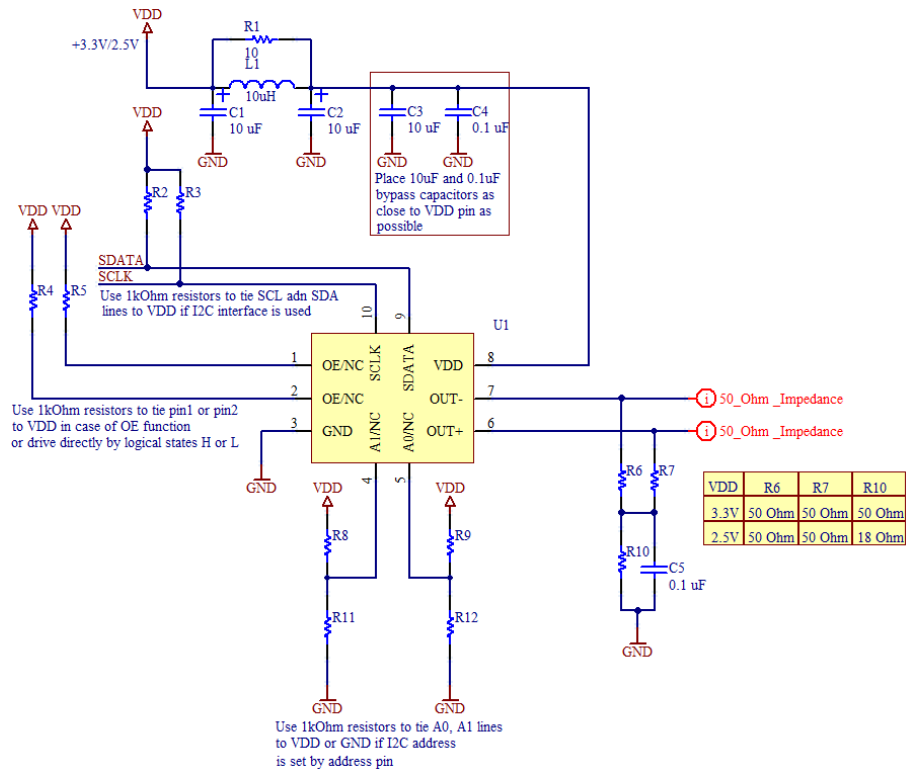 VDD
+3.3V/2.5V
R1
10
L1
10uH
C1
10 uF
C2
10 uF
C3
10 uF
C4
0.1 uF
GND
GND
GND
GND
Place 10uF and 0.1uF
bypass capacitors as
close to VDD pin as
possible
VDD
R2
R3
VDD
VDD
SDATA
SCLK
R4
R5
Use 1kOhm resistors to tie SCL adn SDA
lines to VDD if I2C interface is used
10
9
U1
1
OE/NC
SCLK
SDATA
VDD
8
2
OE/NC
OUT-
7
50_Ohm _Impedance
3
GND
A1/NC
A0/NC
OUT+
6
50_Ohm _Impedance
4
5
Use 1kOhm resistors to tie pin1 or pin2
to VDD in case of OE function
or drive directly by logical states H or L
GND
VDD
VDD
R8
R9
R11
R12
GND
GND
R6
R7
R10
C5
0.1 uF
GND
VDD R6 R7 R10
3.3V 50 Ohm 50 Ohm 50 Ohm
2.5V 50 Ohm 50 Ohm 18 Ohm
Use 1kOhm resistors to tie A0, A1 lines
to VDD or GND if I2C address
is set by address pin